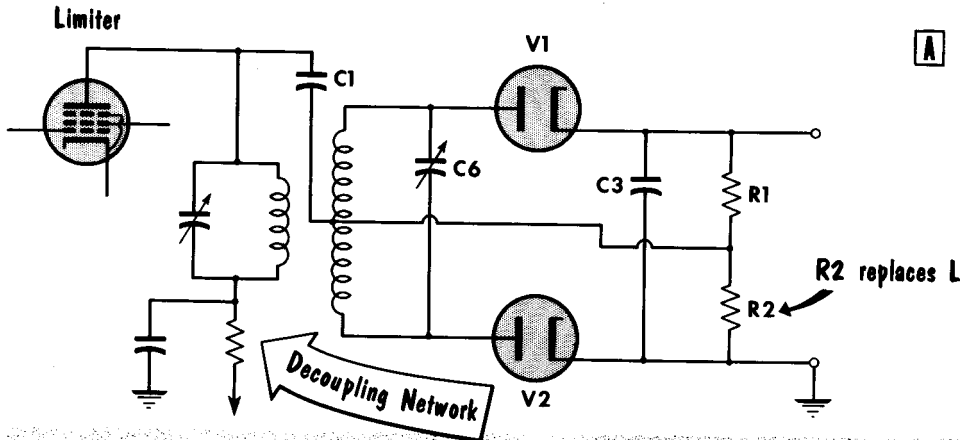 Limiter
V1
A
C1
C6
C3
R1
R2 replaces L
R2
Decoupling Network
V2